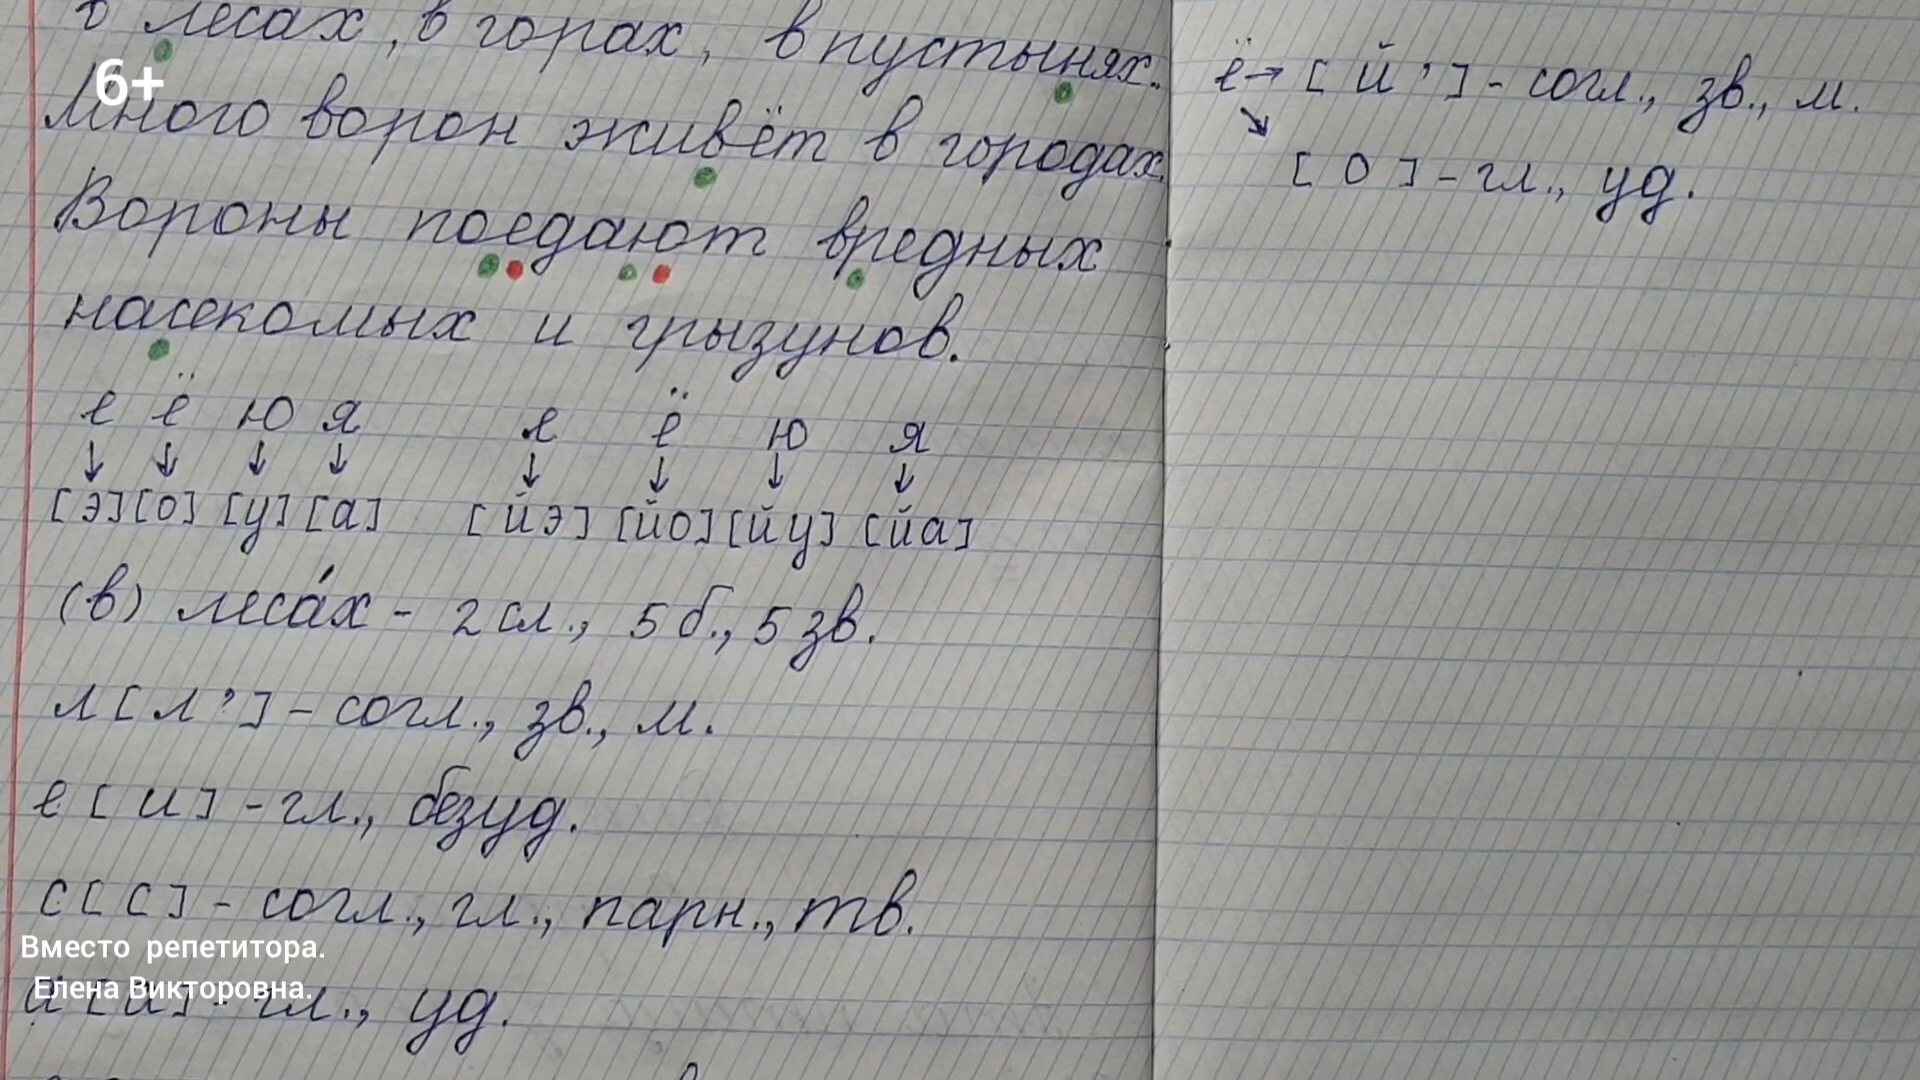 в лесах, в горах, в пустынях.
6+
Много ворон живёт в городах.
Вороны поедают вредных
насекомых и грызунов.
е ё ю я е ё ю я
↓ ↓ ↓ ↓ ↓ ↓ ↓ ↓
[э] [о] [у] [а] [йэ] [йо] [йу] [йа]
(в) леса́х - 2 сл., 5 б., 5 зв.
л [л’] - согл., зв., м.
е [и] - гл., безуд.
с [с] - согл., гл., парн., тв.
Вместо репетитора.
Елена Викторовна.
а [а] - гл., уд.
ё → [й’] - согл., зв., м.
↘
[о] - гл., уд.